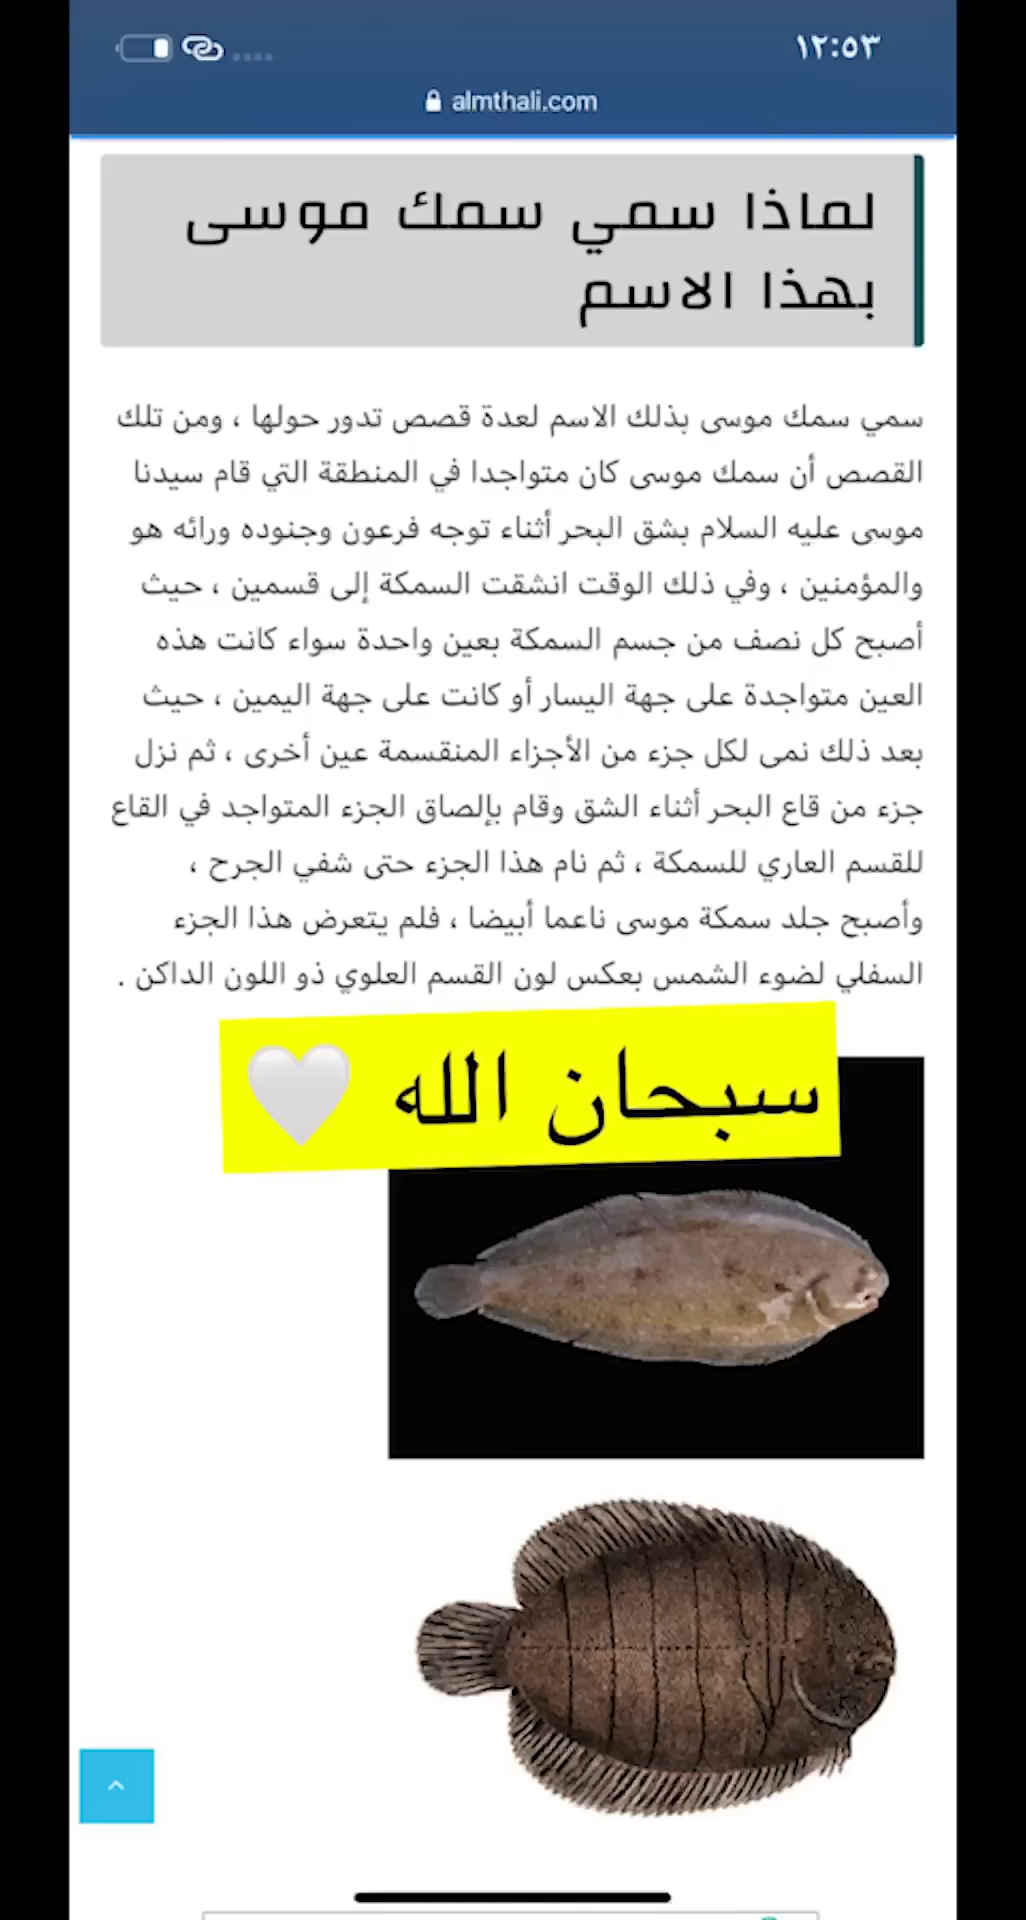 ١٢:٥٣
almthali.com
لماذا سمي سمك موسى
بهذا الاسم
سمي سمك موسى بذلك الاسم لعدة قصص تدور حولها ، ومن تلك
القصص أن سمك موسى كان متواجدا في المنطقة التي قام سيدنا
موسى عليه السلام بشق البحر أثناء توجه فرعون وجنوده ورائه هو
والمؤمنين ، وفي ذلك الوقت انشقت السمكة إلى قسمين ، حيث
أصبح كل نصف من جسم السمكة بعين واحدة سواء كانت هذه
العين متواجدة على جهة اليسار أو كانت على جهة اليمين ، حيث
بعد ذلك نمى لكل جزء من الأجزاء المنقسمة عين أخرى ، ثم نزل
جزء من قاع البحر أثناء الشق وقام بإلصاق الجزء المتواجد في القاع
للقسم العاري للسمكة ، ثم نام هذا الجزء حتى شفي الجرح ،
وأصبح جلد سمكة موسى ناعما أبيضا ، فلم يتعرض هذا الجزء
السفلي لضوء الشمس بعكس لون القسم العلوي ذو اللون الداكن .
سبحان الله 🤍